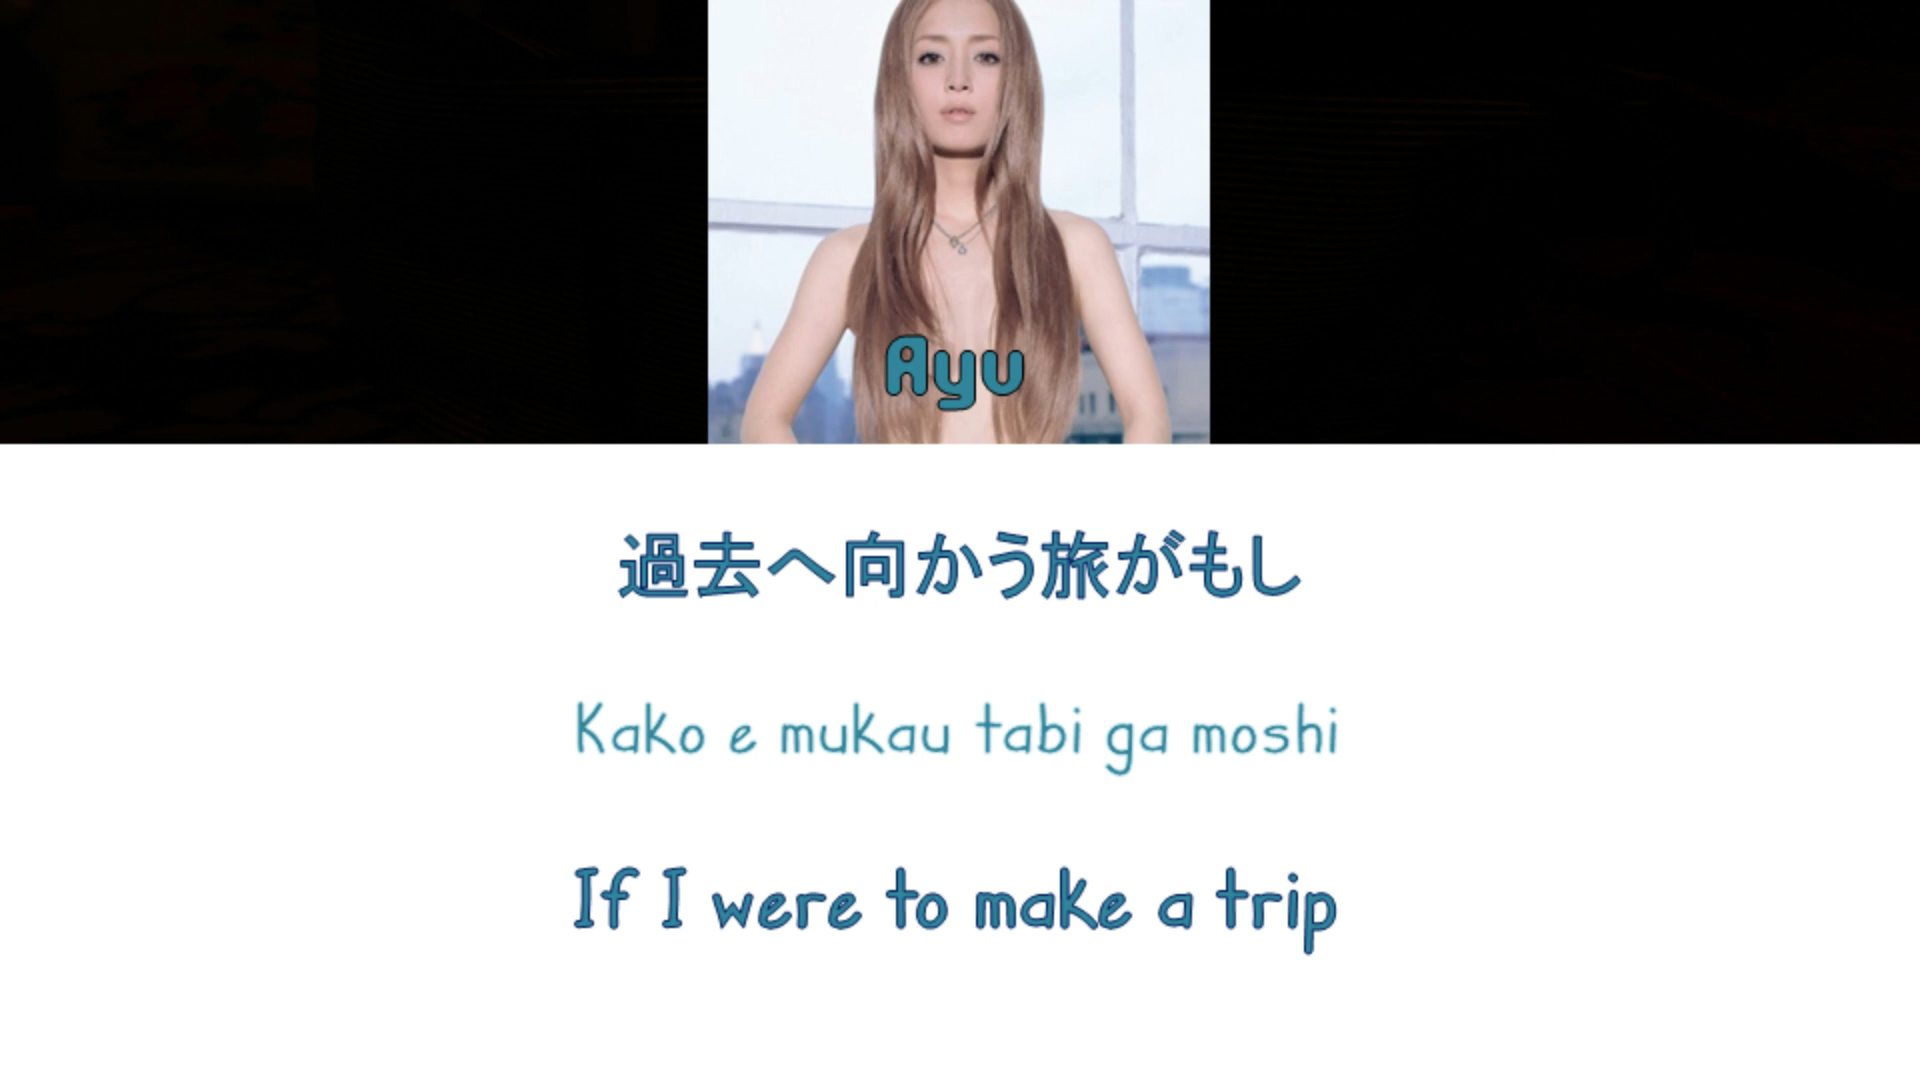 Ayu
過去へ向かう旅がもし
Kako e mukau tabi ga moshi
If I were to make a trip